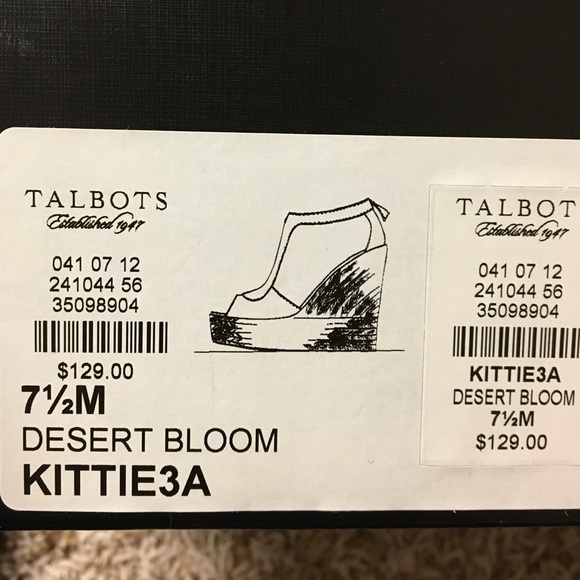 TALBOTS
Established 1947
041 07 12
241044 56
35098904
$129.00
7½M
DESERT BLOOM
KITTIE3A
TALBOT
Established 1947
041 07 12
241044 56
35098904
KITTIE3A
DESERT BLOOM
7½M
$129.00